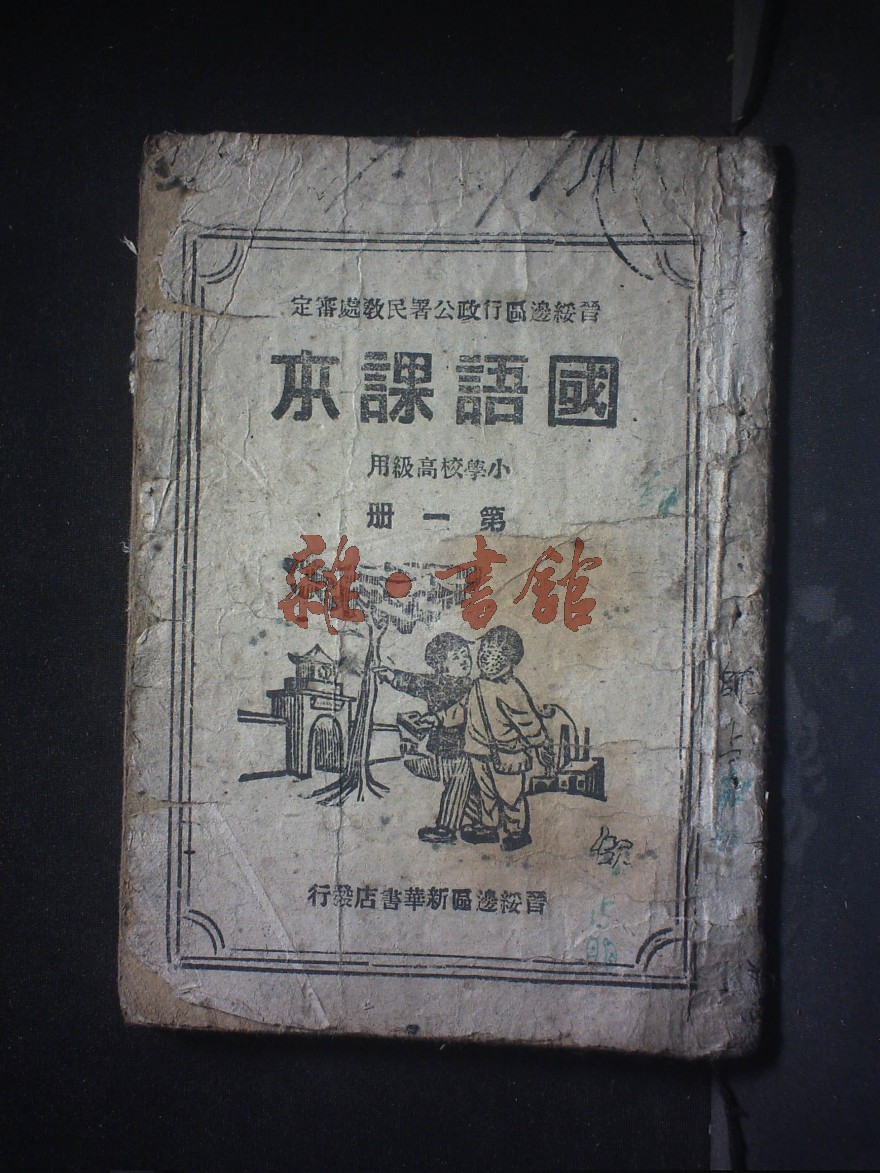 晉綏邊區行政公署民教處審定
國語課本
小學校高級用
第一册
雜·書館
晉綏邊區新華書店發行